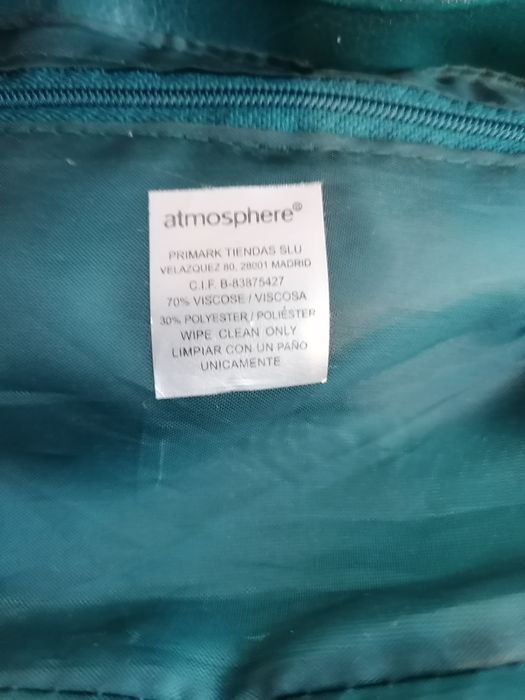 atmosphere®
PRIMARK TIENDAS SLU
VELAZQUEZ 80, 28001 MADRID
C.I.F. B-83875427
70% VISCOSE / VISCOSA
30% POLYESTER / POLIÉSTER
WIPE CLEAN ONLY
LIMPIAR CON UN PAÑO
UNICAMENTE